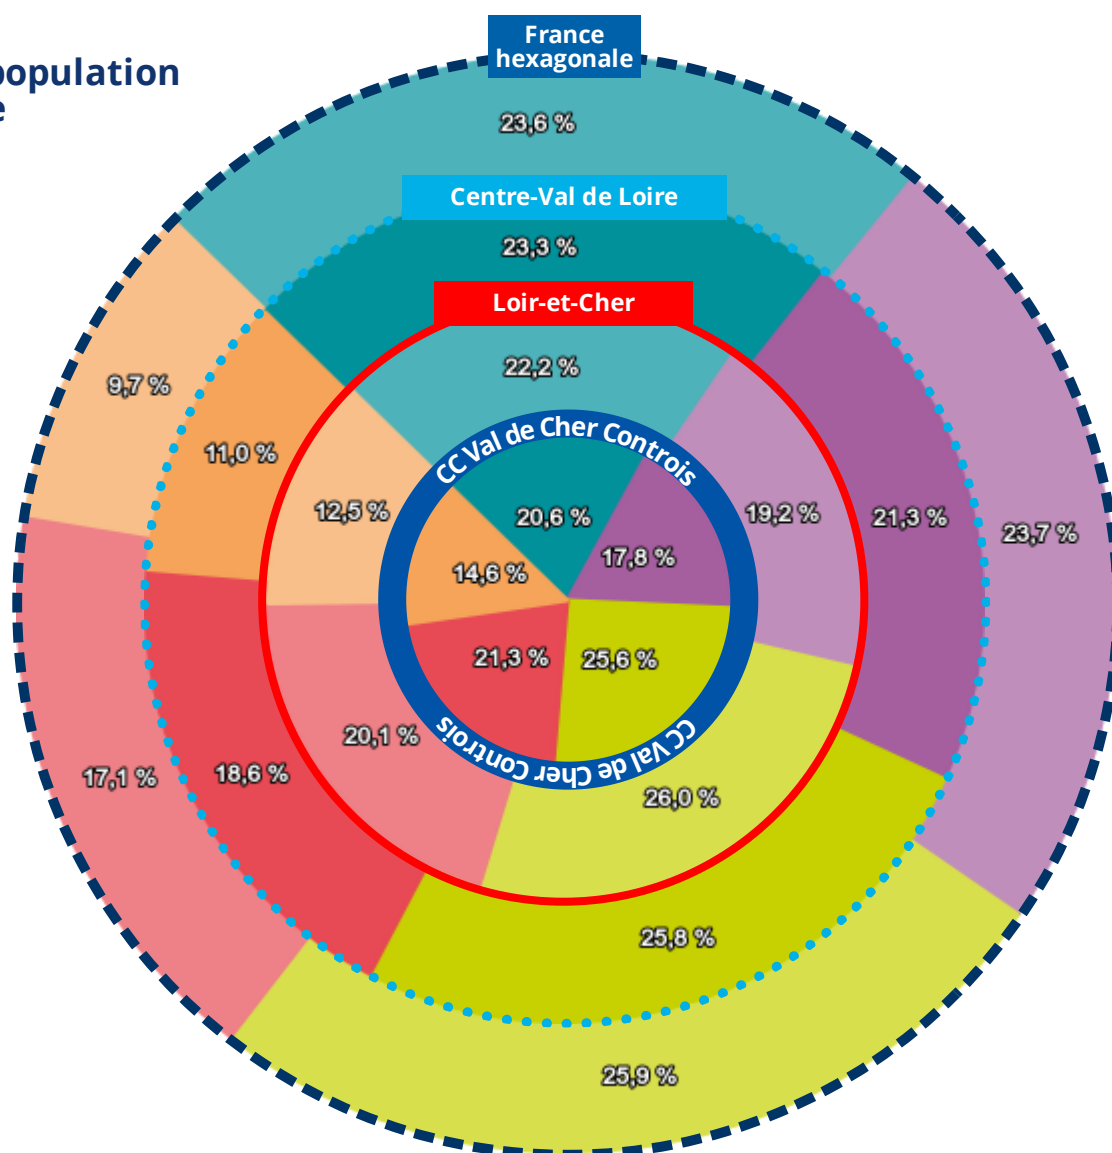 population
e
France
hexagonale
23,6 %
Centre-Val de Loire
23,3 %
Loir-et-Cher
22,2 %
CC Val de Cher Controis
9,7 %
11,0 %
12,5 %
19,2 %
21,3 %
23,7 %
20,6 %
17,8 %
14,6 %
21,3 %
25,6 %
CC Val de Cher Controis
20,1 %
18,6 %
17,1 %
26,0 %
25,8 %
25,9 %